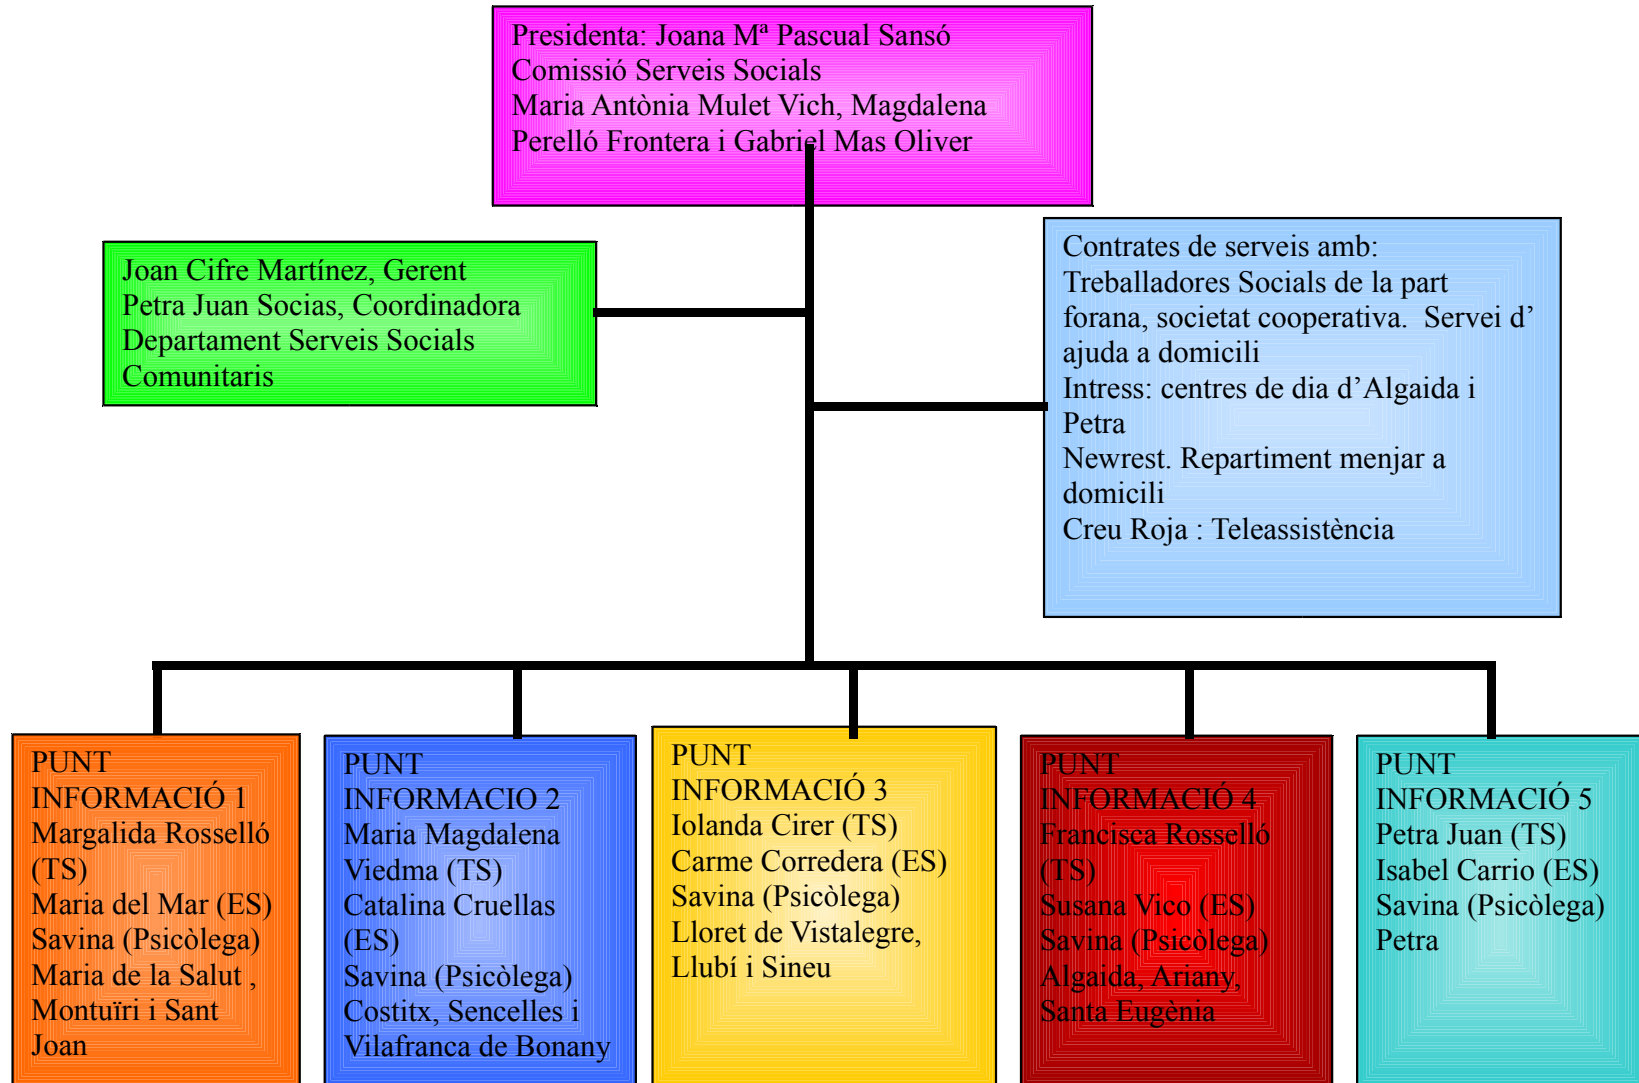 Presidenta: Joana Mª Pascual Sansó
Comissió Serveis Socials
Maria Antònia Mulet Vich, Magdalena
Perelló Frontera i Gabriel Mas Oliver
Joan Cifre Martínez, Gerent
Petra Juan Socias, Coordinadora
Departament Serveis Socials
Comunitaris
Contrates de serveis amb:
Treballadores Socials de la part
forana, societat cooperativa.  Servei d’
ajuda a domicili
Intress: centres de dia d’Algaida i
Petra
Newrest. Repartiment menjar a
domicili
Creu Roja : Teleassistència
PUNT
INFORMACIÓ 1
Margalida Rosselló
(TS)
Maria del Mar (ES)
Savina (Psicòlega)
Maria de la Salut ,
Montuïri i Sant
Joan
PUNT
INFORMACIO 2
Maria Magdalena
Viedma (TS)
Catalina Cruellas
(ES)
Savina (Psicòlega)
Costitx, Sencelles i
Vilafranca de Bonany
PUNT
INFORMACIÓ 3
Iolanda Cirer (TS)
Carme Corredera (ES)
Savina (Psicòlega)
Lloret de Vistalegre,
Llubí i Sineu
PUNT
INFORMACIÓ 4
Francisca Rosselló
(TS)
Susana Vico (ES)
Savina (Psicòlega)
Algaida, Ariany,
Santa Eugènia
PUNT
INFORMACIÓ 5
Petra Juan (TS)
Isabel Carrio (ES)
Savina (Psicòlega)
Petra